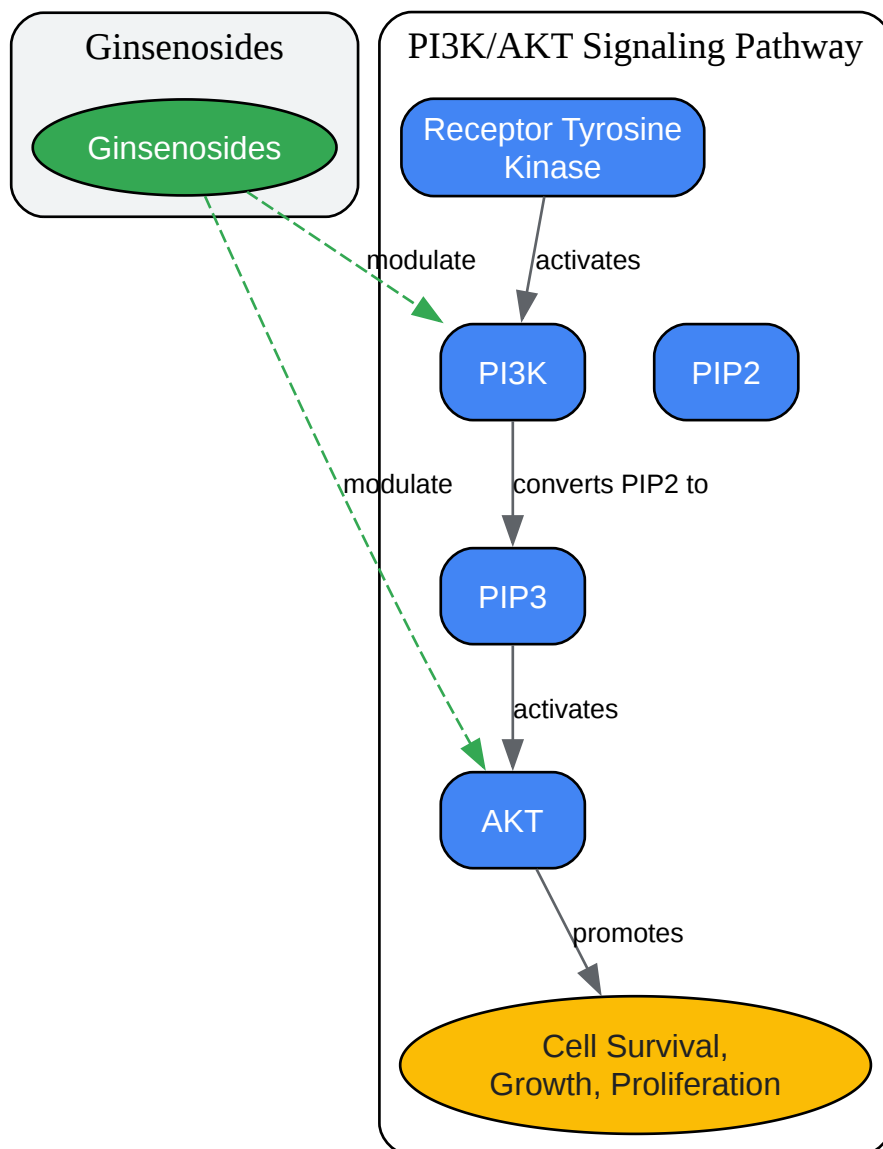 Ginsenosides
PI3K/AKT Signaling Pathway
Ginsenosides
Receptor Tyrosine
Kinase
modulate
activates
PI3K
PIP2
modulate
converts PIP2 to
PIP3
activates
AKT
promotes
Cell Survival,
Growth, Proliferation